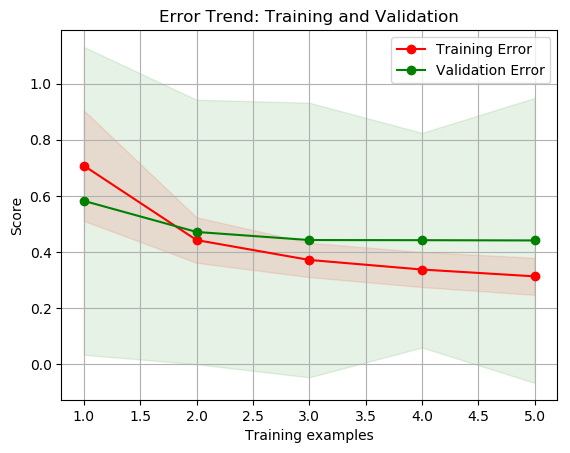 Error Trend: Training and Validation
Training Error
Validation Error
Score
1.0
0.8
0.6
0.4
0.2
0.0
1.0 1.5 2.0 2.5 3.0 3.5 4.0 4.5 5.0
Training examples